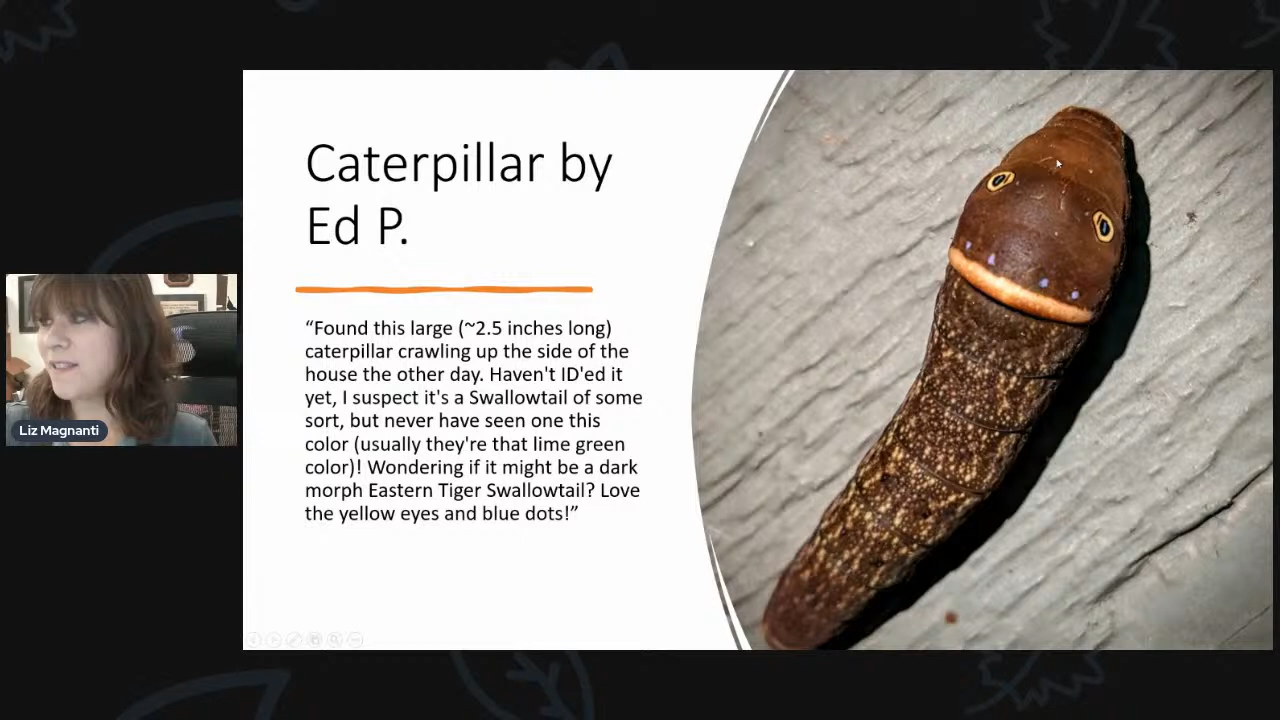 Caterpillar by
Ed P.
“Found this large (~2.5 inches long)
caterpillar crawling up the side of the
house the other day. Haven't ID'ed it
yet, I suspect it's a Swallowtail of some
sort, but never have seen one this
color (usually they're that lime green
color)! Wondering if it might be a dark
morph Eastern Tiger Swallowtail? Love
the yellow eyes and blue dots!”
Liz Magnanti